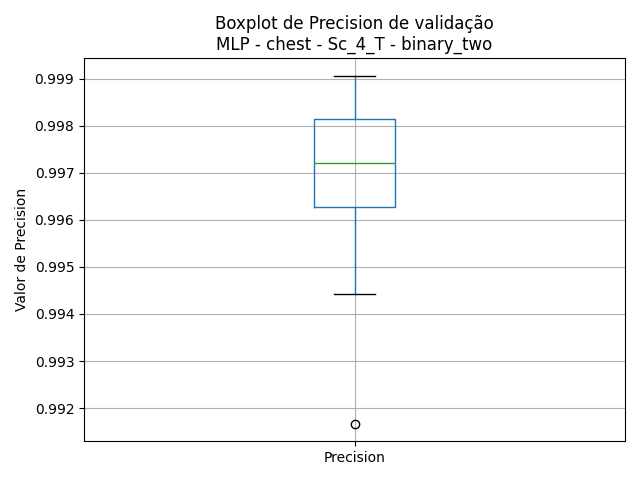 Boxplot de Precision de validação
MLP - chest - Sc_4_T - binary_two
0.999
0.998
0.997
0.996
0.995
0.994
0.993
0.992
Valor de Precision
Precision